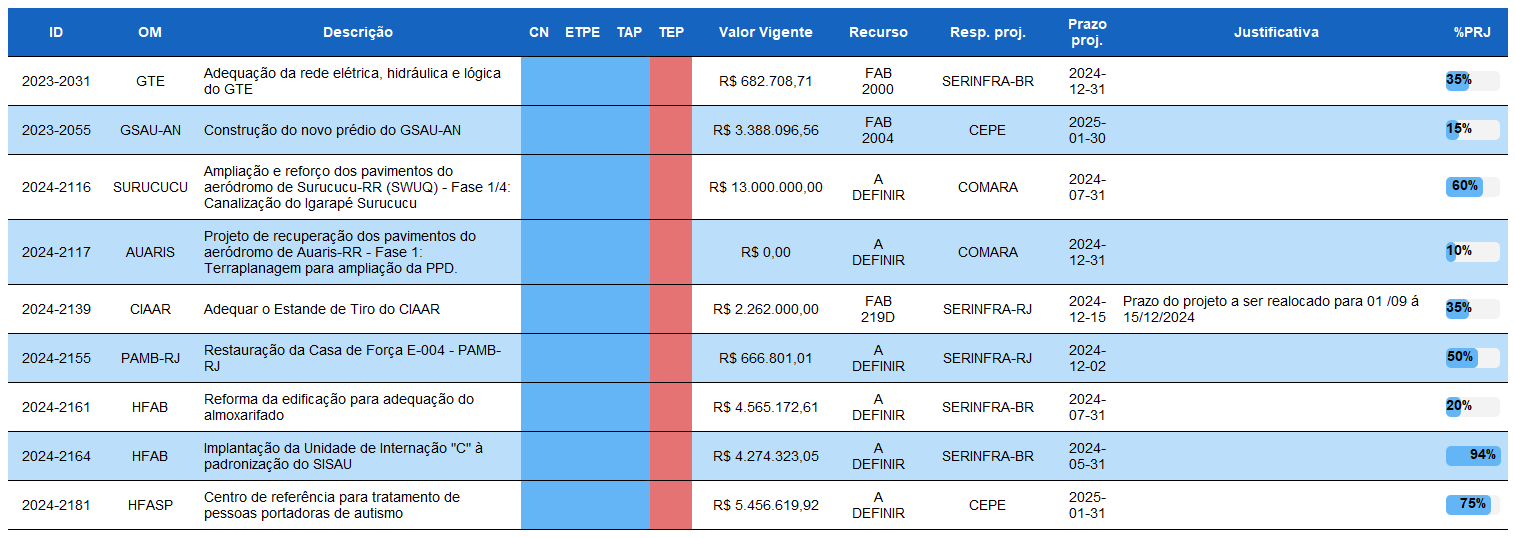 ID OM Descrição CN ETPE TAP TEP Valor Vigente Recurso Resp. proj. Prazo proj. Justificativa %PRJ
2023-2031 GTE Adequação da rede elétrica, hidráulica e lógica do GTE R$ 682.708,71 FAB 2000 SERINFRA-BR 2024-12-31 35%
2023-2055 GSAU-AN Construção do novo prédio do GSAU-AN R$ 3.388.096,56 FAB 2004 CEPE 2025-01-30 15%
2024-2116 SURUCUCU Ampliação e reforço dos pavimentos do aeródromo de Surucucu-RR (SWUQ) - Fase 1/4: Canalização do Igarapé Surucucu R$ 13.000.000,00 A DEFINIR COMARA 2024-07-31 60%
2024-2117 AUARIS Projeto de recuperação dos pavimentos do aeródromo de Auaris-RR - Fase 1: Terraplanagem para ampliação da PPD. R$ 0,00 A DEFINIR COMARA 2024-12-31 10%
2024-2139 CIAAR Adequar o Estande de Tiro do CIAAR R$ 2.262.000,00 FAB 219D SERINFRA-RJ 2024-12-15 Prazo do projeto a ser realocado para 01 /09 á 15/12/2024 35%
2024-2155 PAMB-RJ Restauração da Casa de Força E-004 - PAMB-RJ R$ 666.801,01 A DEFINIR SERINFRA-RJ 2024-12-02 50%
2024-2161 HFAB Reforma da edificação para adequação do almoxarifado R$ 4.565.172,61 A DEFINIR SERINFRA-BR 2024-07-31 20%
2024-2164 HFAB Implantação da Unidade de Internação "C" à padronização do SISAU R$ 4.274.323,05 A DEFINIR SERINFRA-BR 2024-05-31 94%
2024-2181 HFASP Centro de referência para tratamento de pessoas portadoras de autismo R$ 5.456.619,92 A DEFINIR CEPE 2025-01-31 75%